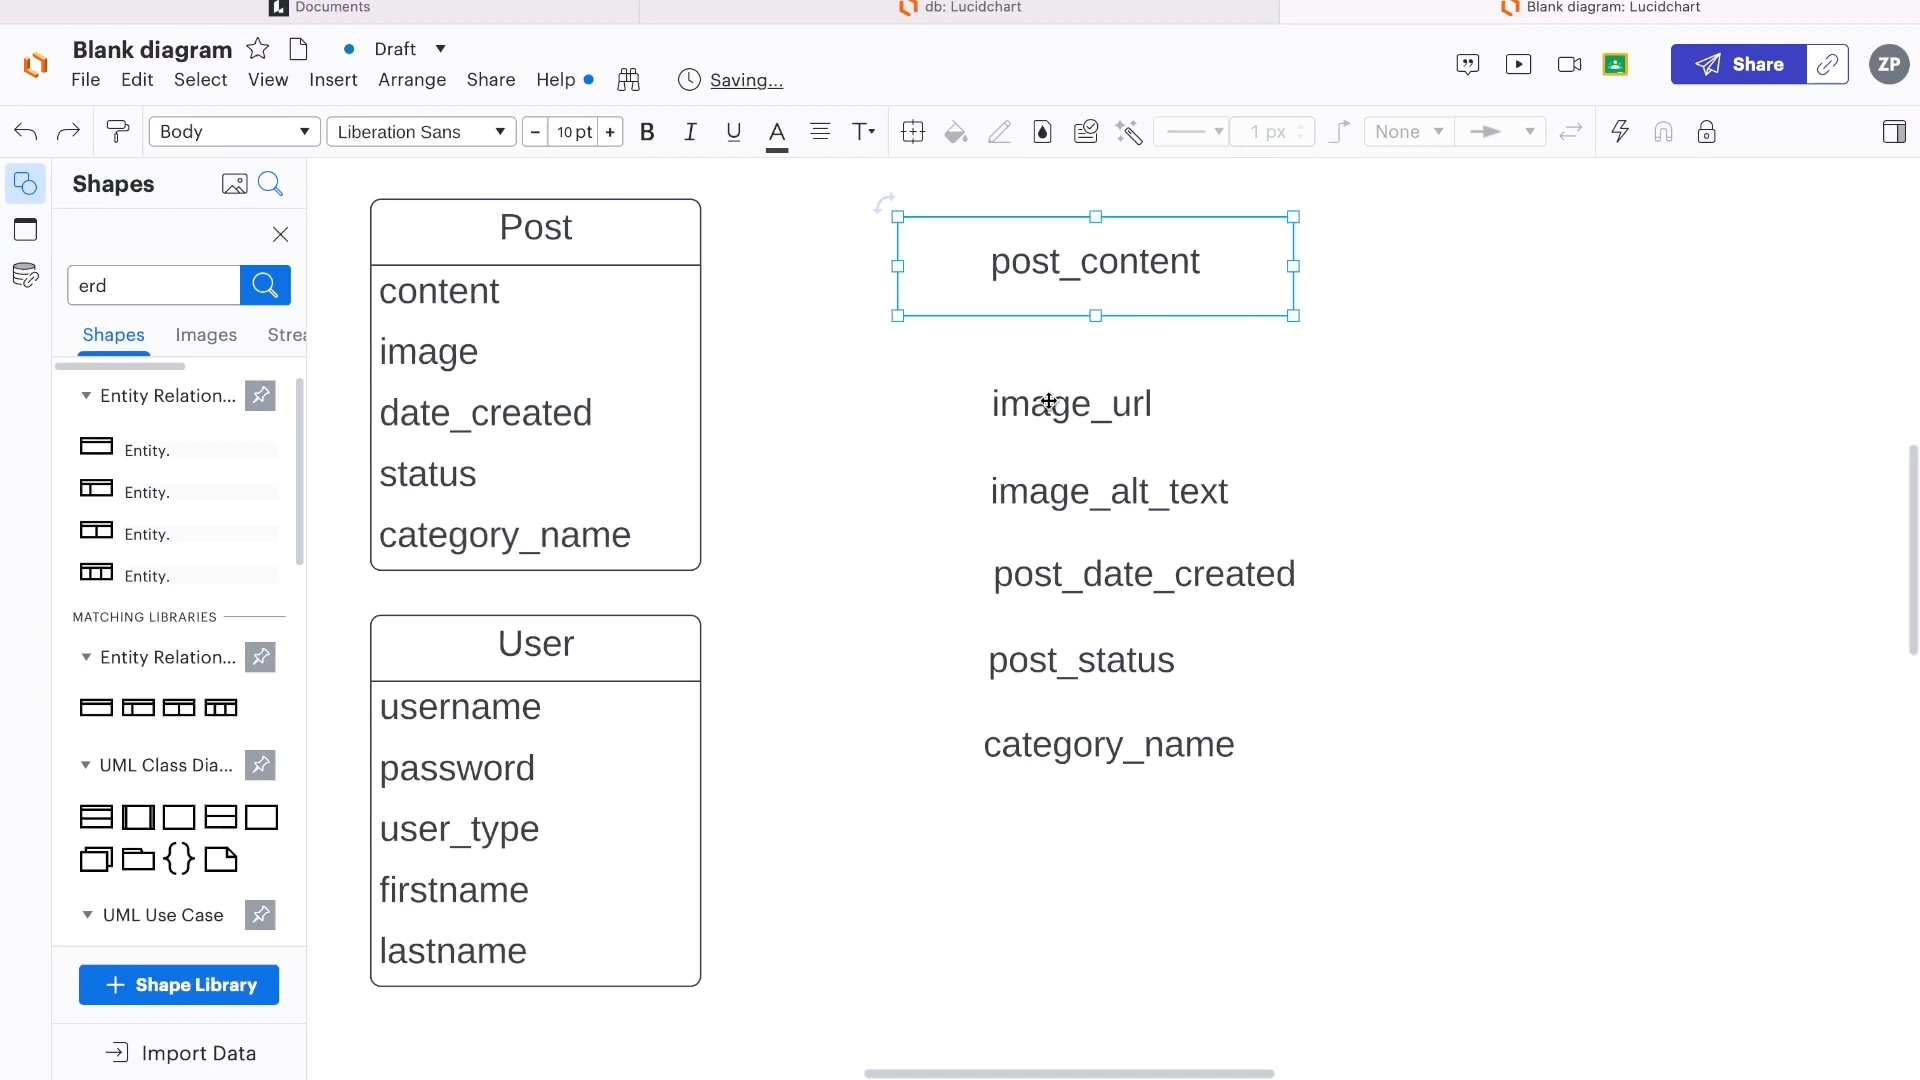 Documents
db: Lucidchart
Blank diagram: Lucidchart
Blank diagram
Draft
File Edit Select View Insert Arrange Share Help
Saving...
Share
ZP
Body
Liberation Sans
- 10 pt +
B I U A T
1 px
None
Shapes
erd
Shapes Images Strea
Entity Relation...
Entity.
Entity.
Entity.
Entity.
MATCHING LIBRARIES
Entity Relation...
UML Class Dia...
UML Use Case
+ Shape Library
Import Data
Post
content
image
date_created
status
category_name
User
username
password
user_type
firstname
lastname
post_content
image_url
image_alt_text
post_date_created
post_status
category_name